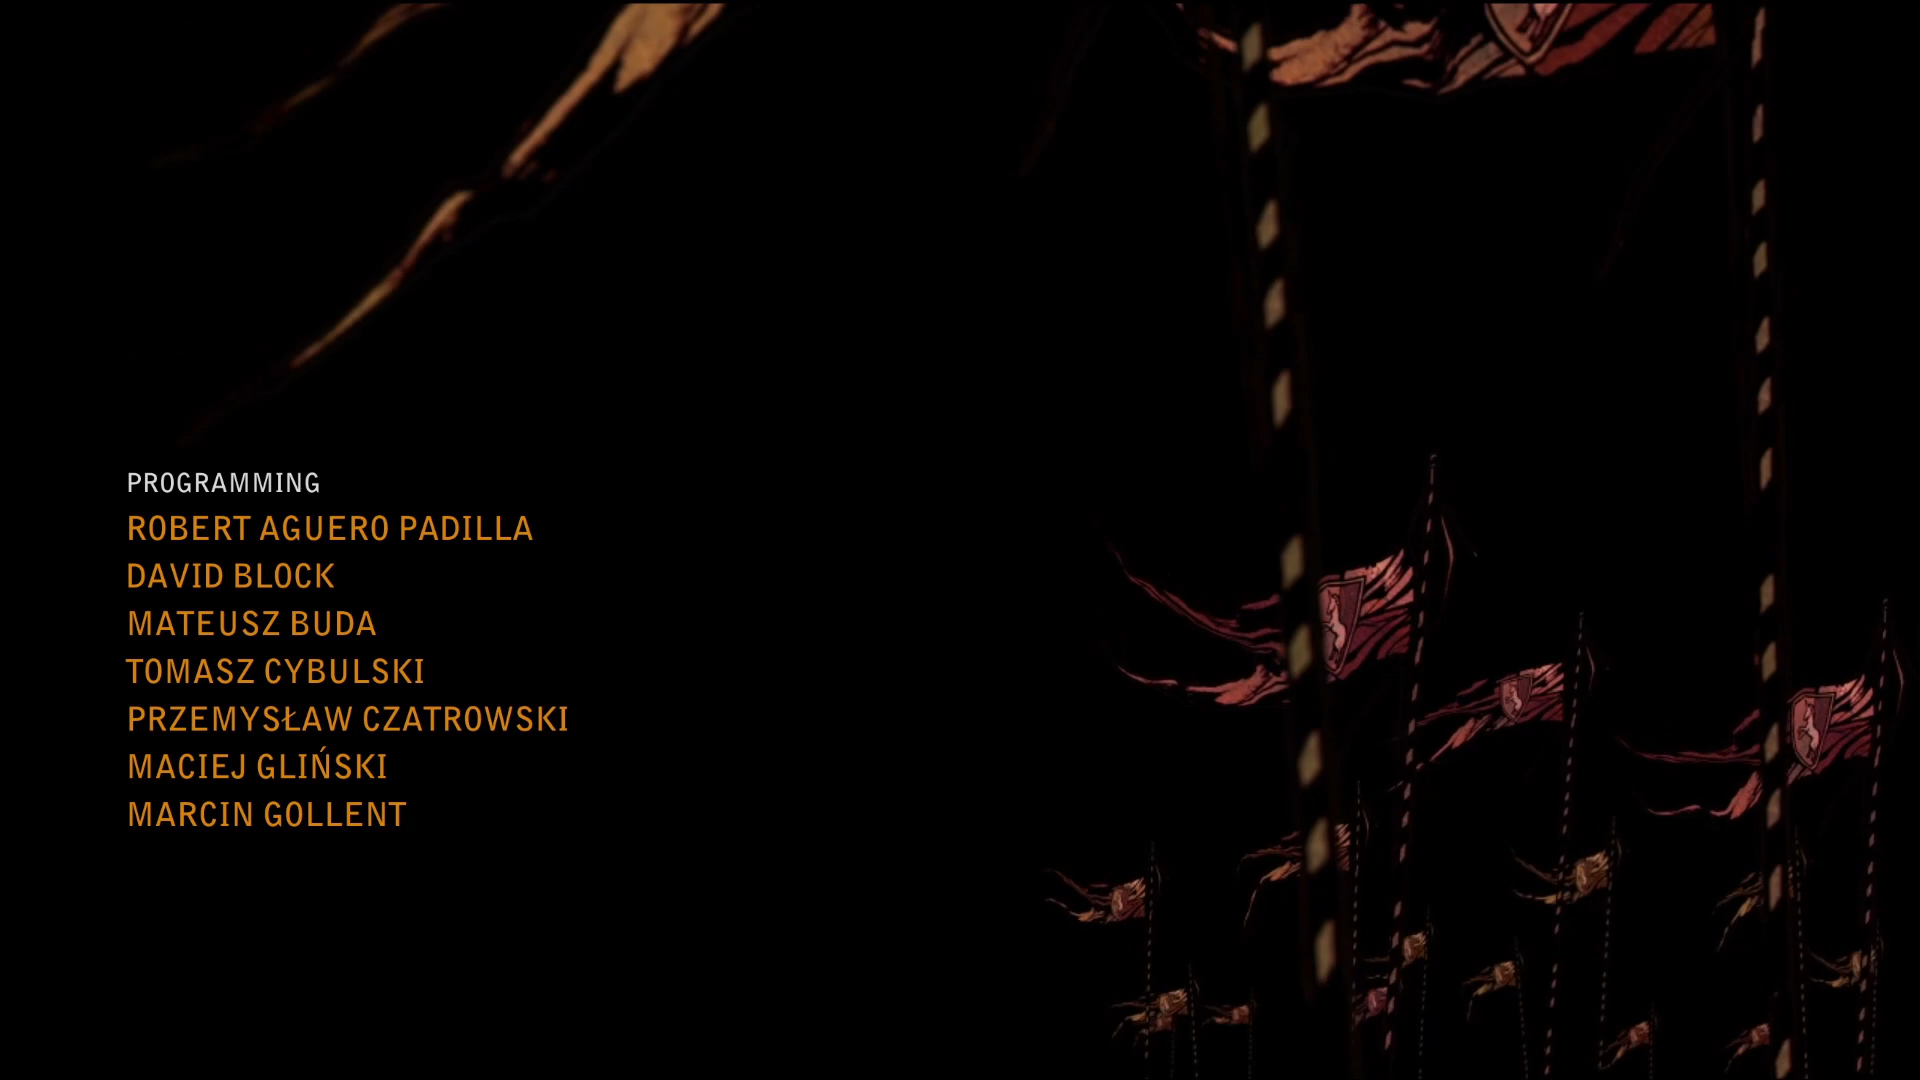 PROGRAMMING
ROBERT AGUERO PADILLA
DAVID BLOCK
MATEUSZ BUDA
TOMASZ CYBULSKI
PRZEMYSŁAW CZATROWSKI
MACIEJ GLIŃSKI
MARCIN GOLLENT